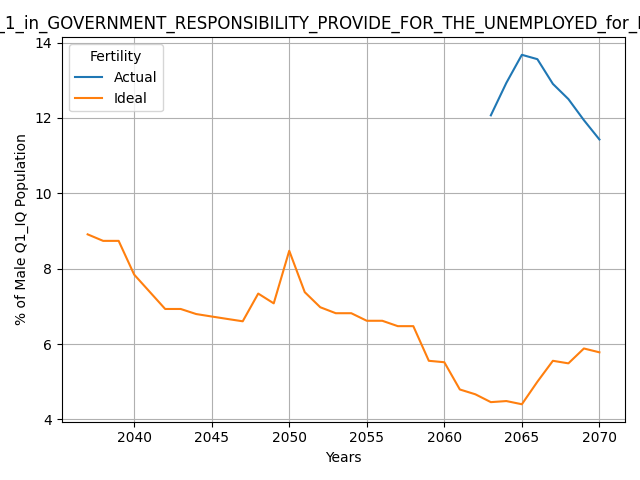 _1_in_GOVERNMENT_RESPONSIBILITY_PROVIDE_FOR_THE_UNEMPLOYED_for_
Fertility
Actual
Ideal
% of Male Q1_IQ Population
14
12
10
8
6
4
2040 2045 2050 2055 2060 2065 2070
Years